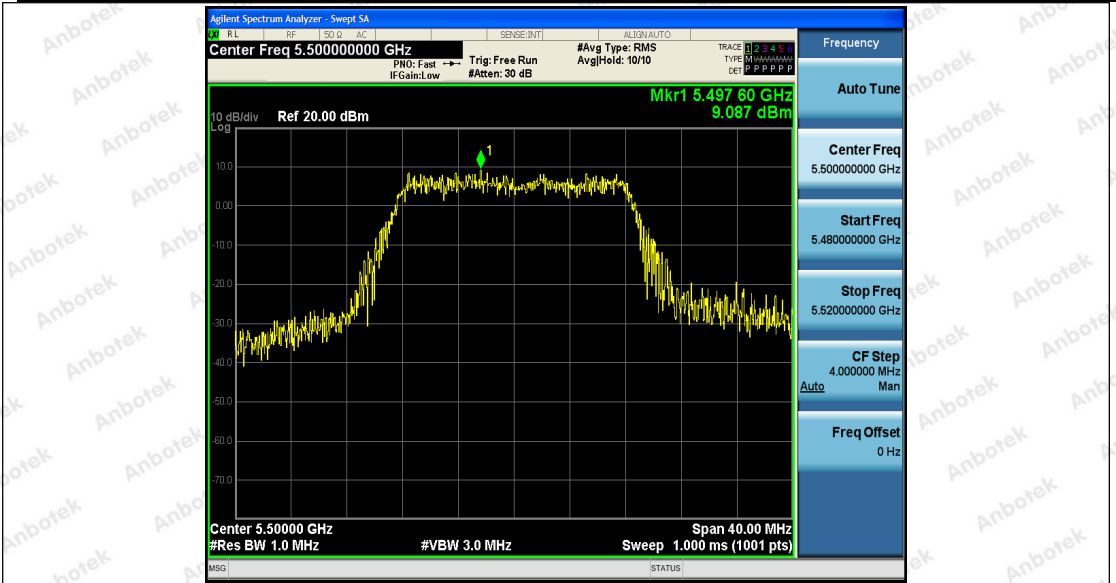 Agilent Spectrum Analyzer - Swept SA
LXI RL RF 50 Ω AC SENSE:INT ALIGN AUTO
Center Freq 5.500000000 GHz
PNO: Fast
IFGain:Low
Trig: Free Run
#Atten: 30 dB
#Avg Type: RMS
Avg|Hold: 10/10
TRACE 1 2 3 4 5 6
TYPE M
DET P P P P P P
Mkr1 5.497 60 GHz
9.087 dBm
10 dB/div Ref 20.00 dBm
Log
1
10.0
0.00
-10.0
-20.0
-30.0
-40.0
-50.0
-60.0
-70.0
Center 5.50000 GHz Span 40.00 MHz
#Res BW 1.0 MHz #VBW 3.0 MHz Sweep 1.000 ms (1001 pts)
MSG STATUS
Frequency
Auto Tune
Center Freq
5.500000000 GHz
Start Freq
5.480000000 GHz
Stop Freq
5.520000000 GHz
CF Step
4.000000 MHz
Auto Man
Freq Offset
0 Hz
Anbotek